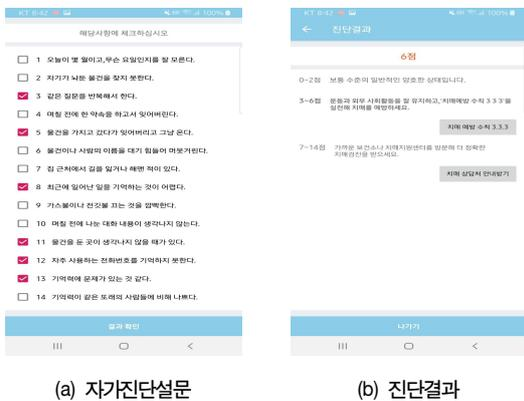 KT 8:42
100%
해당사항에 체크하십시오
1 오늘이 몇 월이고,무슨 요일인지를 잘 모른다.
2 자기가 놔둔 물건을 찾지 못한다.
3 같은 질문을 반복해서 한다.
4 며칠 전에 한 약속을 하고서 잊어버린다.
5 물건을 가지고 갔다가 잊어버리고 그냥 온다.
6 물건이나 사람의 이름을 대기 힘들어 머뭇거린다.
7 집 근처에서 길을 잃거나 헤맨 적이 있다.
8 최근에 일어난 일을 기억하는 것이 어렵다.
9 가스불이나 전깃불 끄는 것을 깜빡한다.
10 며칠 전에 나눈 대화 내용이 생각나지 않는다.
11 물건을 둔 곳이 생각나지 않을 때가 있다.
12 자주 사용하는 전화번호를 기억하지 못한다.
13 기억력에 문제가 있는 것 같다.
14 기억력이 같은 또래의 사람들에 비해 나쁘다.
결과 확인
(a) 자가진단설문
KT 8:42
100%
진단결과
6점
0~2점 보통 수준의 일반적인 양호한 상태입니다.
3~6점 운동과 외부 사회활동을 잘 유지하고,'치매예방 수칙 3 3 3'을
실천해 치매를 예방하세요.
치매 예방 수칙 3.3.3
7~14점 가까운 보건소나 치매지원센터를 방문해 더 정확한
치매검진을 받으세요.
치매 상담처 안내받기
나가기
(b) 진단결과